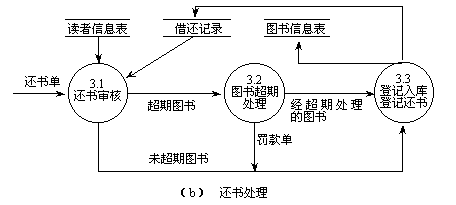 读者信息表
借还记录
图书信息表
还书单
3.1
还书审核
超期图书
3.2
图书超期
处理
经超期处理
的图书
3.3
登记入库
登记还书
罚款单
未超期图书
(b) 还书处理